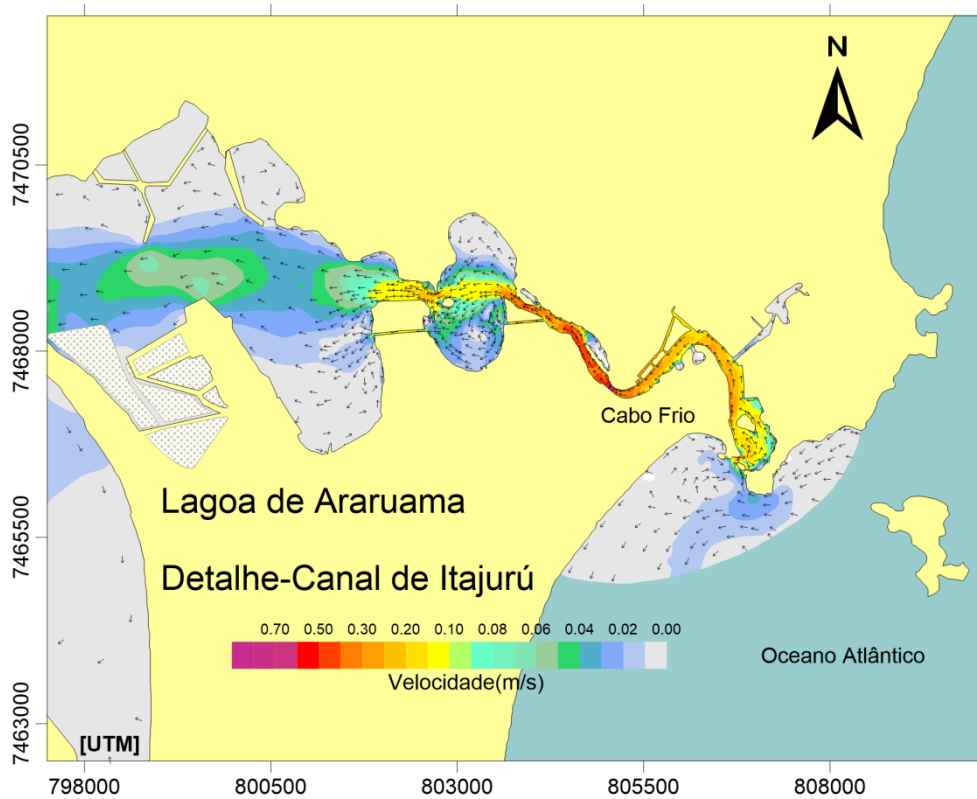 N
7470500
7468000
7465500
7463000
Cabo Frio
Lagoa de Araruama
Detalhe-Canal de Itajurú
0.70 0.50 0.30 0.20 0.10 0.08 0.06 0.04 0.02 0.00
Velocidade(m/s)
Oceano Atlântico
[UTM]
798000 800500 803000 805500 808000